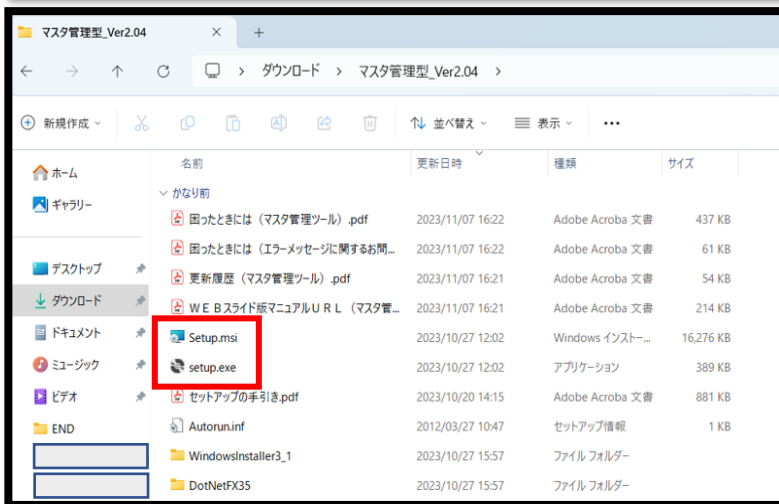 マスタ管理型_Ver2.04
ダウンロード > マスタ管理型_Ver2.04 >
新規作成 並べ替え 表示 ...
名前 更新日時 種類 サイズ
ホーム
ギャラリー
デスクトップ
ダウンロード
ドキュメント
ミュージック
ビデオ
END
かなり前
困ったときには（マスタ管理ツール）.pdf 2023/11/07 16:22 Adobe Acroba 文書 437 KB
困ったときには（エラーメッセージに関するお問... 2023/11/07 16:22 Adobe Acroba 文書 61 KB
更新履歴（マスタ管理ツール）.pdf 2023/11/07 16:21 Adobe Acroba 文書 54 KB
ＷＥＢスライド版マニュアルＵＲＬ（マスタ管... 2023/11/07 16:21 Adobe Acroba 文書 214 KB
Setup.msi 2023/10/27 12:02 Windows インストー... 16,276 KB
setup.exe 2023/10/27 12:02 アプリケーション 389 KB
セットアップの手引き.pdf 2023/10/20 14:15 Adobe Acroba 文書 881 KB
Autorun.inf 2012/03/27 10:47 セットアップ情報 1 KB
WindowsInstaller3_1 2023/10/27 15:57 ファイル フォルダー
DotNetFX35 2023/10/27 15:57 ファイル フォルダー